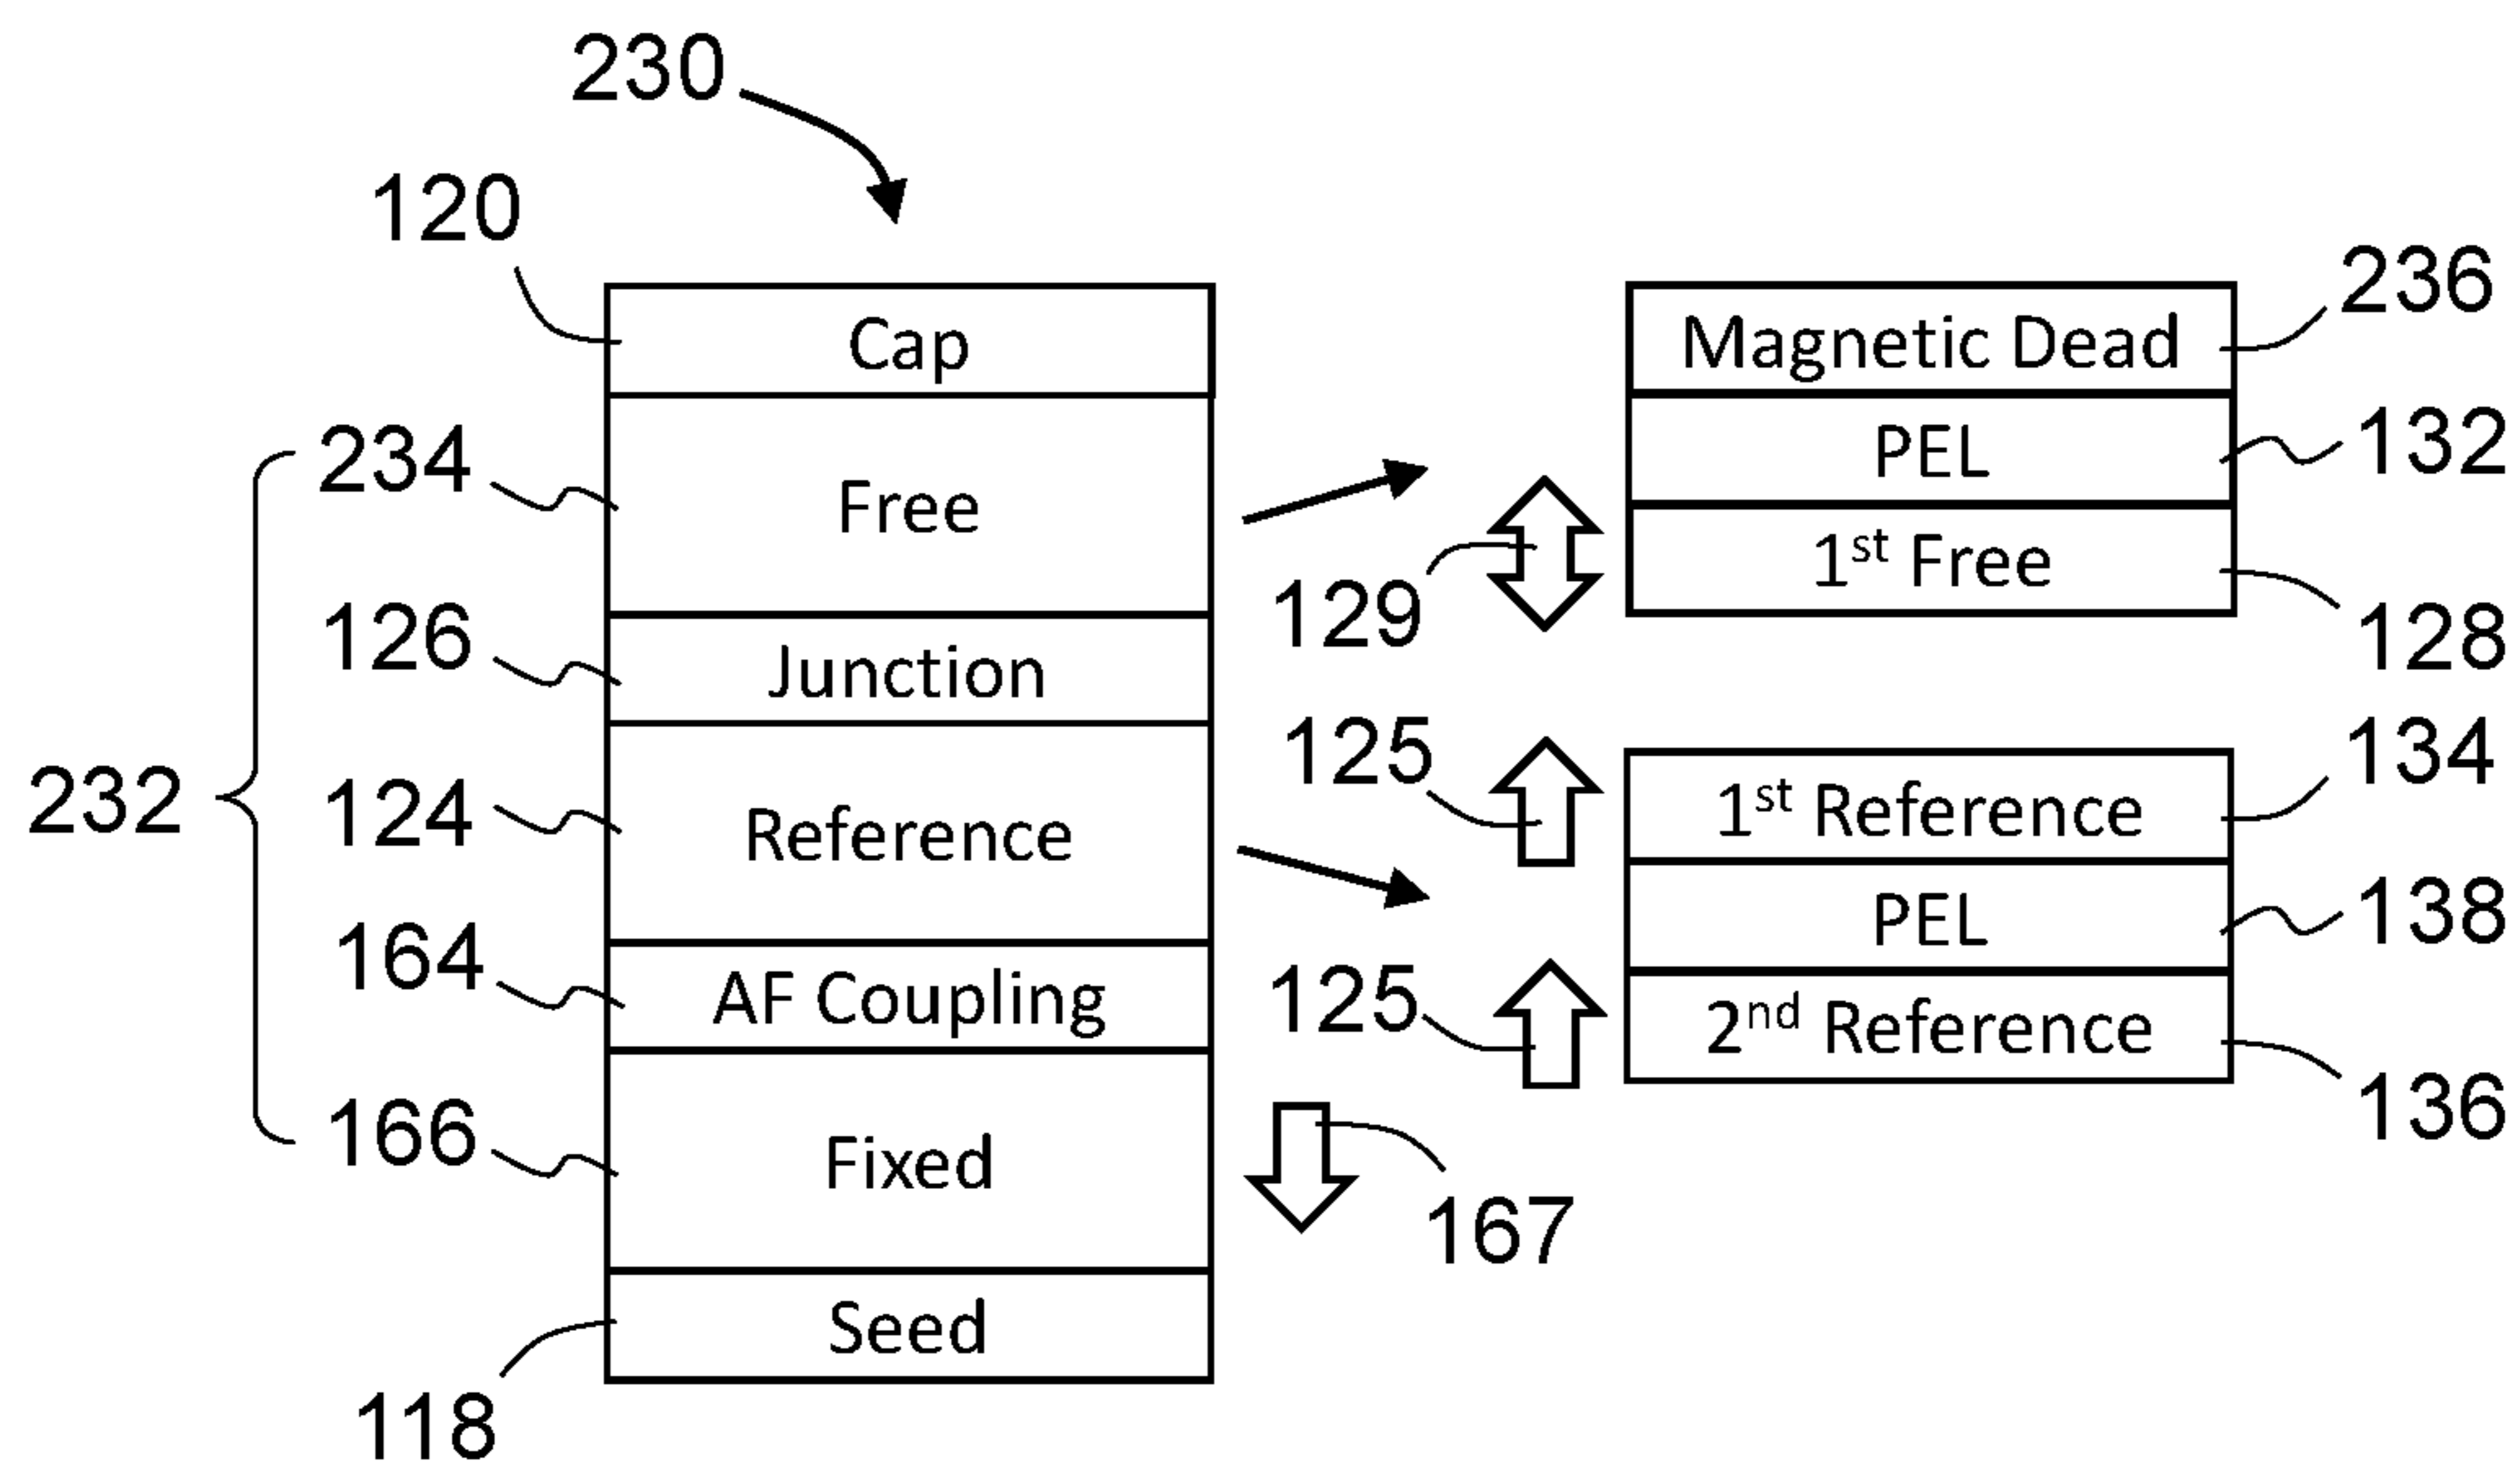 230
120
Cap
Magnetic Dead
236
234
Free
PEL
132
129
1st Free
128
126
Junction
232
124
Reference
125
1st Reference
134
PEL
138
164
AF Coupling
125
2nd Reference
136
166
Fixed
167
Seed
118